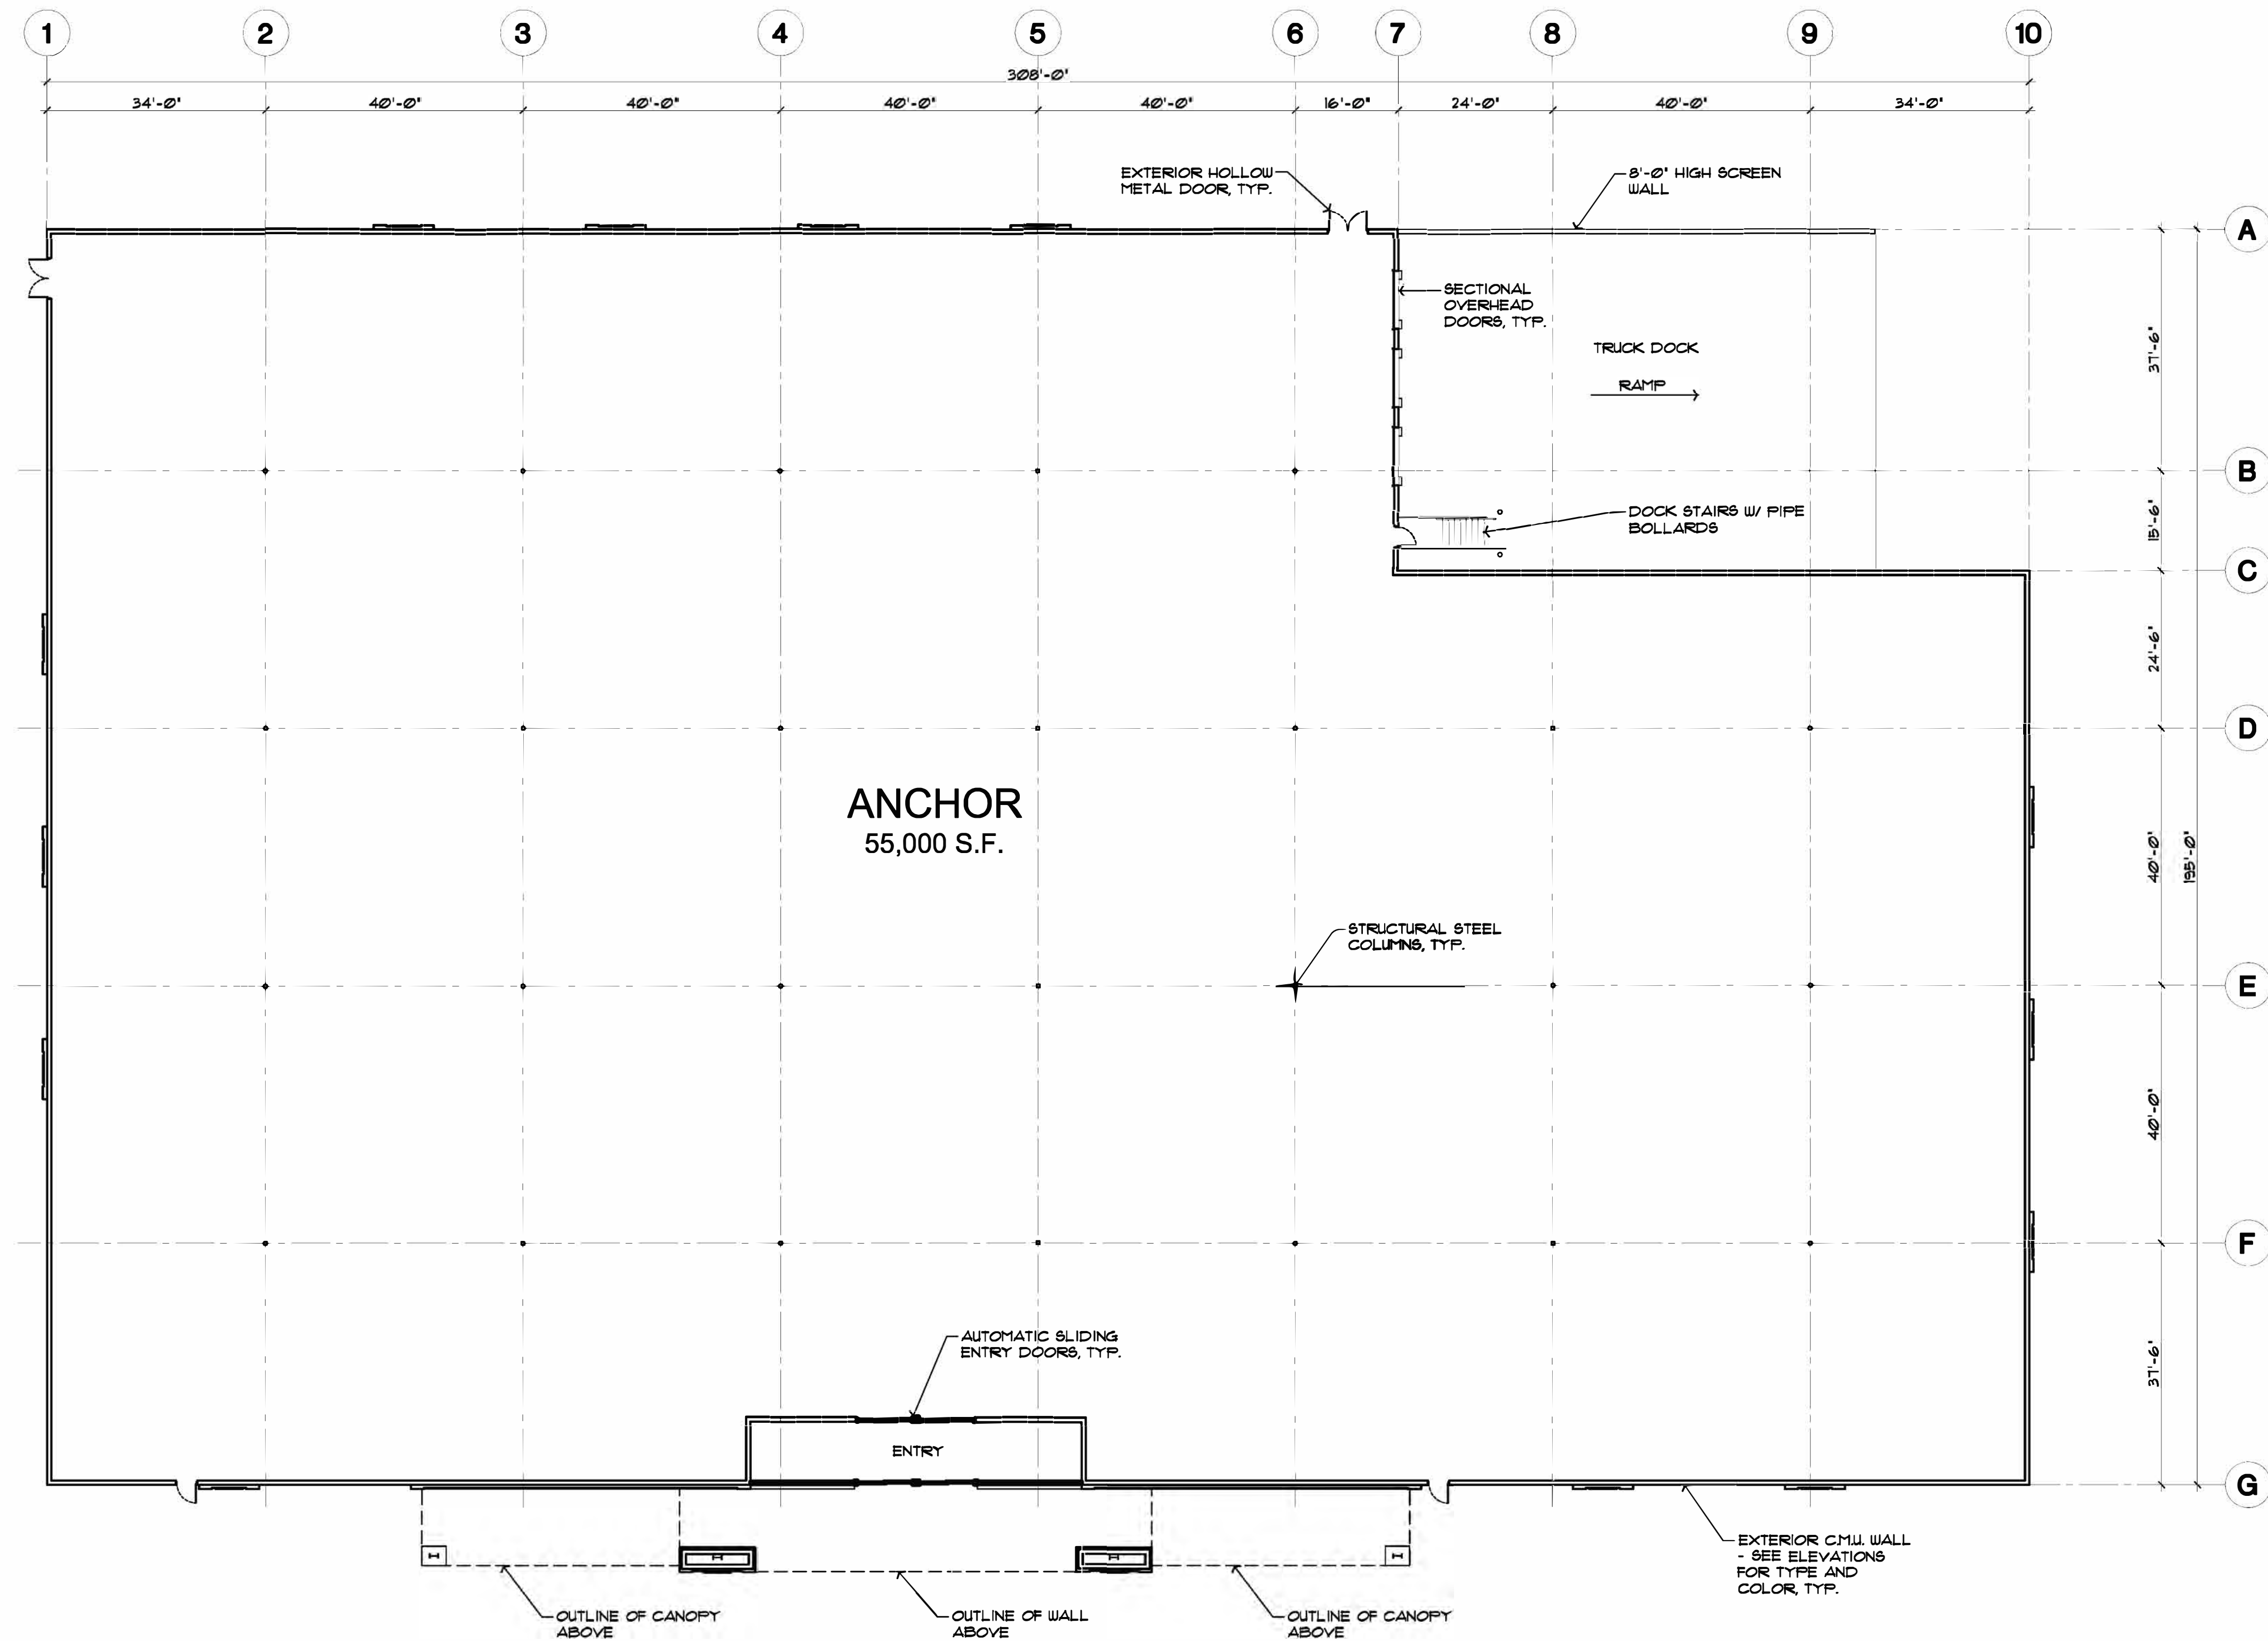 1 2 3 4 5 6 7 8 9 10
308'-0"
34'-0" 40'-0" 40'-0" 40'-0" 40'-0" 16'-0" 24'-0" 40'-0" 34'-0"
EXTERIOR HOLLOW
METAL DOOR, TYP.
8'-0" HIGH SCREEN
WALL
A
SECTIONAL
OVERHEAD
DOORS, TYP.
TRUCK DOCK
RAMP
37'-6"
B
DOCK STAIRS W/ PIPE
BOLLARDS
15'-6"
C
24'-6"
D
ANCHOR
55,000 S.F.
40'-0"
195'-0"
STRUCTURAL STEEL
COLUMNS, TYP.
E
40'-0"
F
AUTOMATIC SLIDING
ENTRY DOORS, TYP.
37'-6"
ENTRY
G
EXTERIOR C.M.U. WALL
- SEE ELEVATIONS
FOR TYPE AND
COLOR, TYP.
OUTLINE OF CANOPY
ABOVE
OUTLINE OF WALL
ABOVE
OUTLINE OF CANOPY
ABOVE